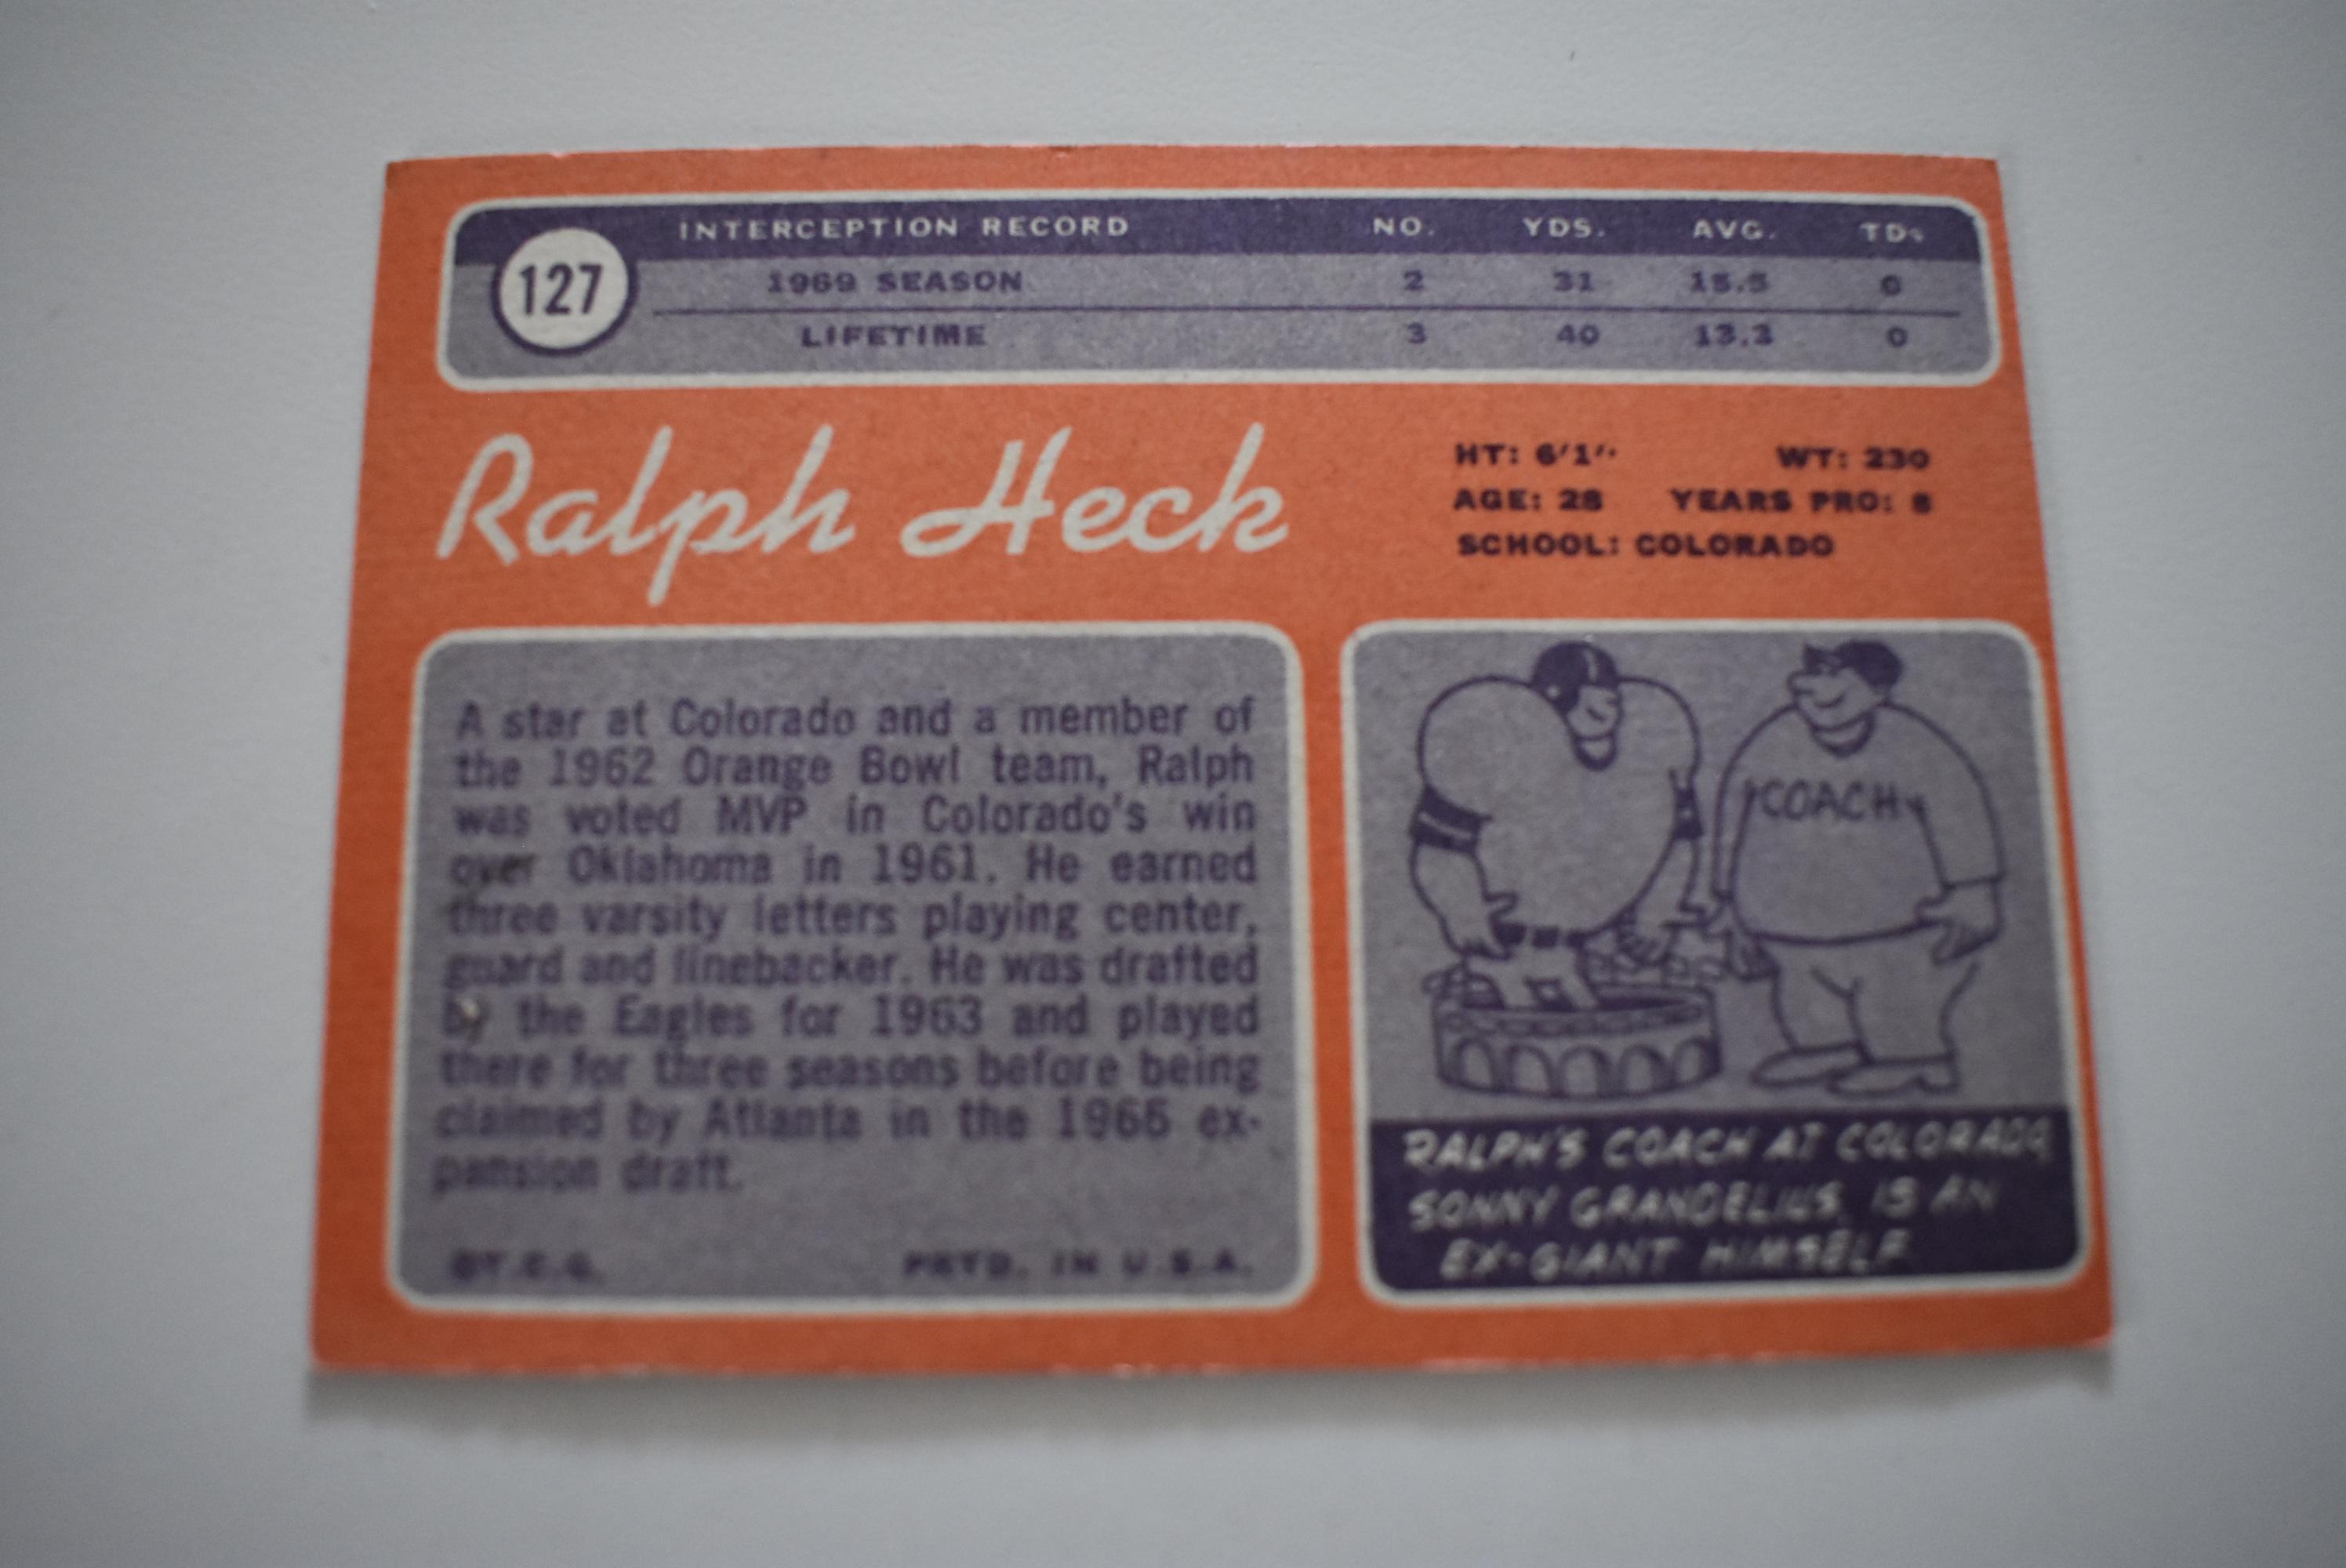 127
INTERCEPTION RECORD NO. YDS. AVG. TDs
1969 SEASON 2 31 15.5 0
LIFETIME 3 40 13.3 0
Ralph Heck
HT: 6'1" WT: 230
AGE: 28 YEARS PRO: 8
SCHOOL: COLORADO
A star at Colorado and a member of
the 1962 Orange Bowl team, Ralph
was voted MVP in Colorado's win
over Oklahoma in 1961. He earned
three varsity letters playing center,
guard and linebacker. He was drafted
by the Eagles for 1963 and played
there for three seasons before being
claimed by Atlanta in the 1966 ex-
pansion draft.
©T.C.G. PRTD. IN U.S.A.
COACH
RALPH'S COACH AT COLORADO,
SONNY GRANDELIUS, IS AN
EX-GIANT HIMSELF